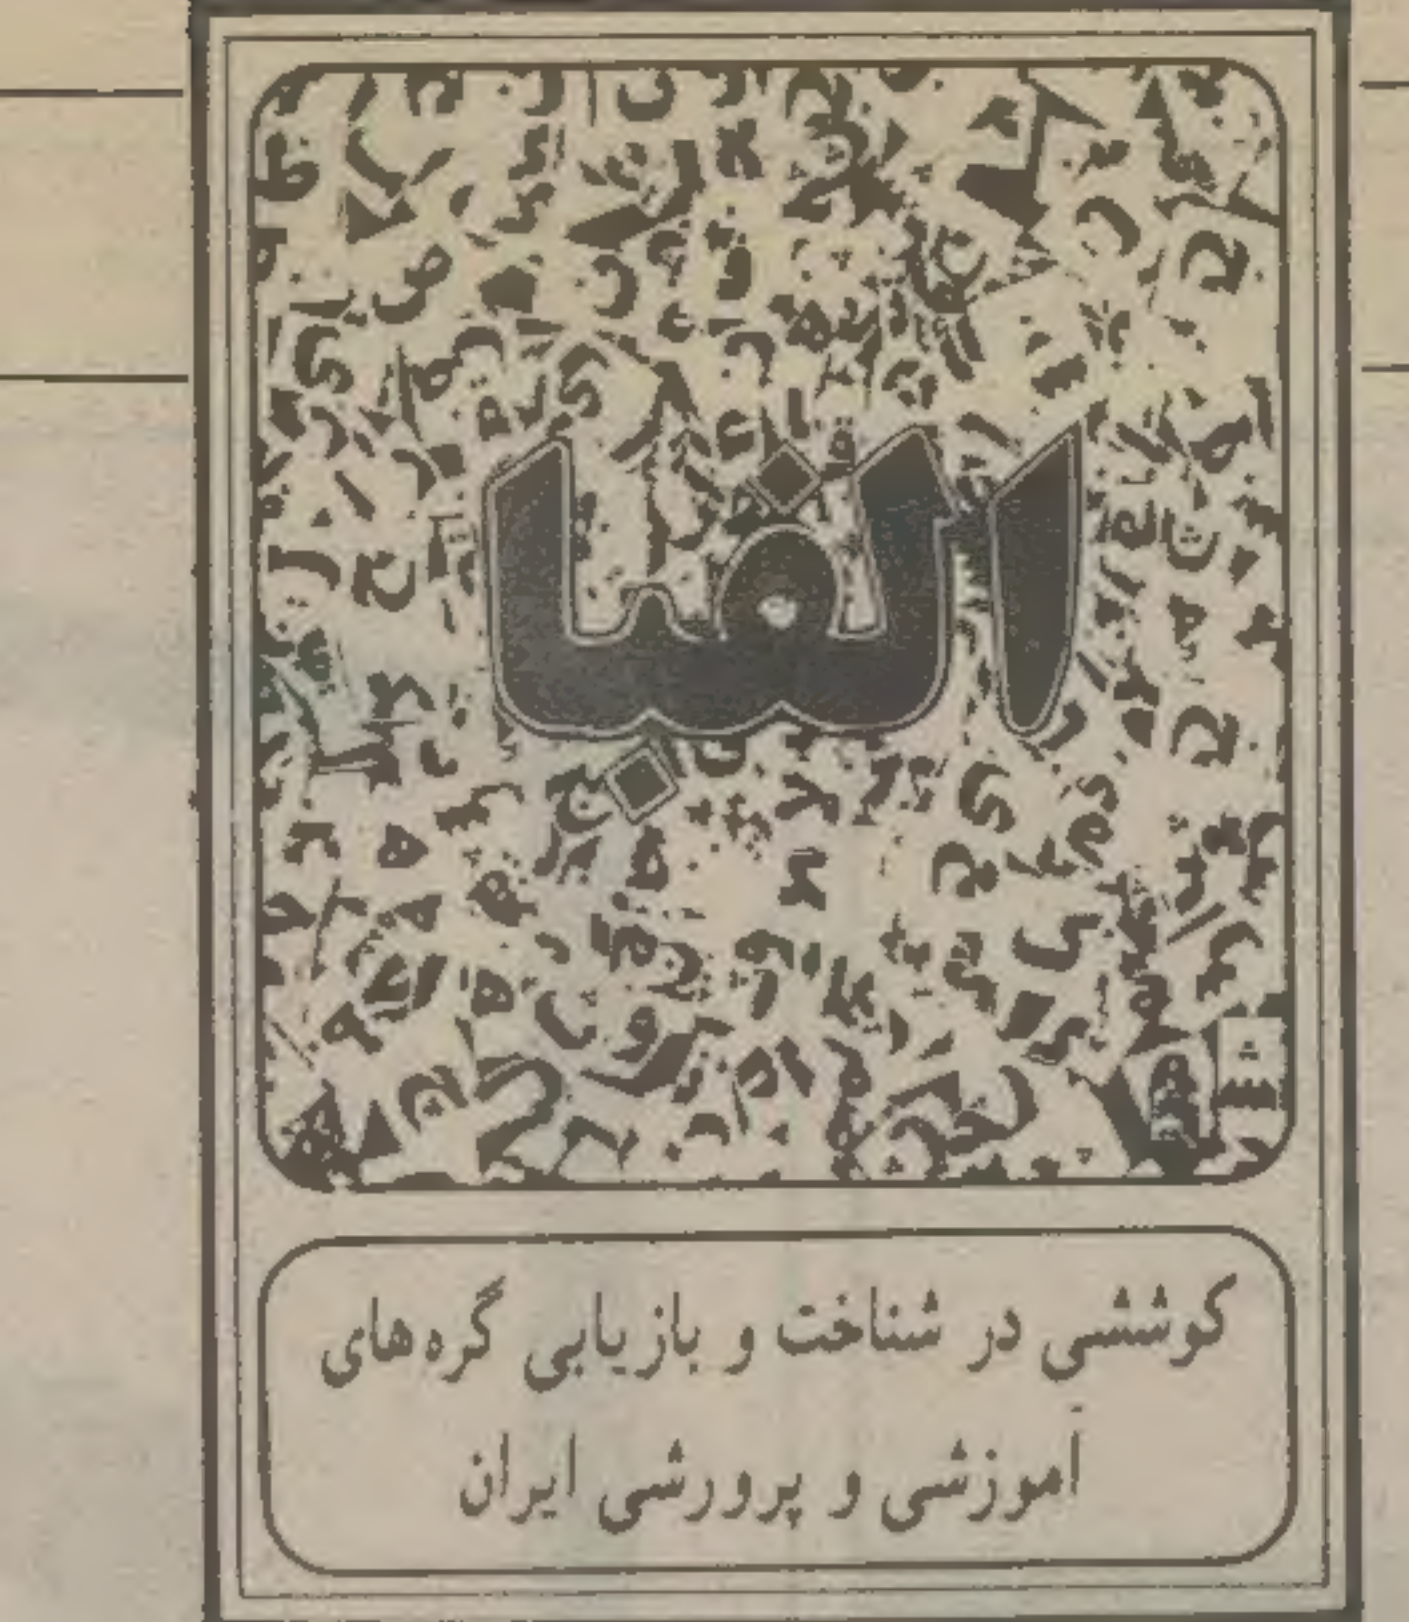 الفبا
کوششی در شناخت و بازیابی گره‌های
آموزشی و پرورشی ایران